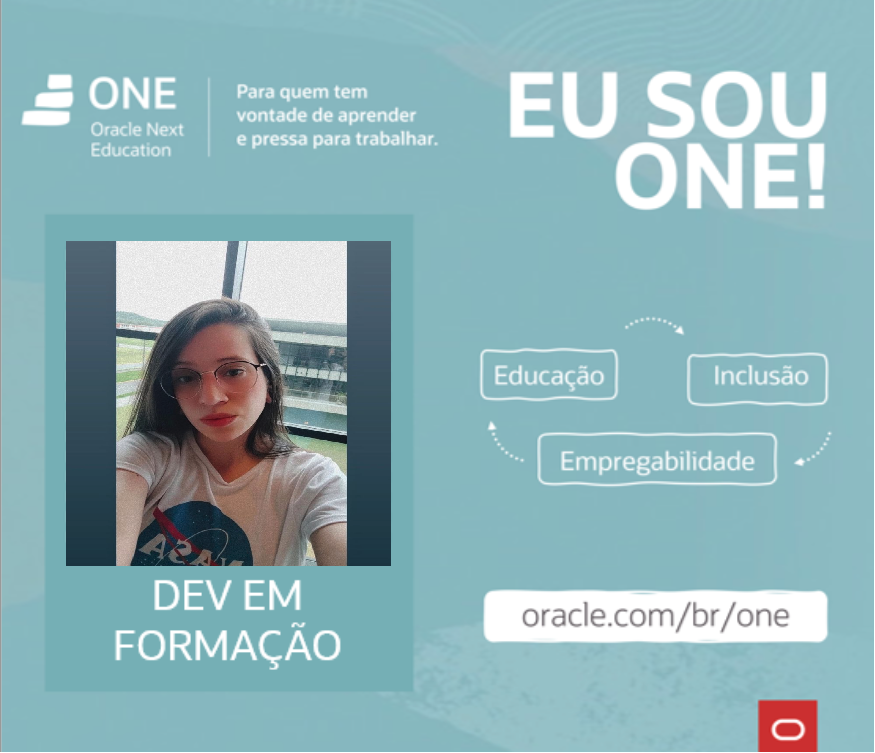 ONE
Oracle Next
Education
Para quem tem
vontade de aprender
e pressa para trabalhar.
EU SOU
ONE!
Educação
Inclusão
Empregabilidade
NASA
DEV EM
FORMAÇÃO
oracle.com/br/one